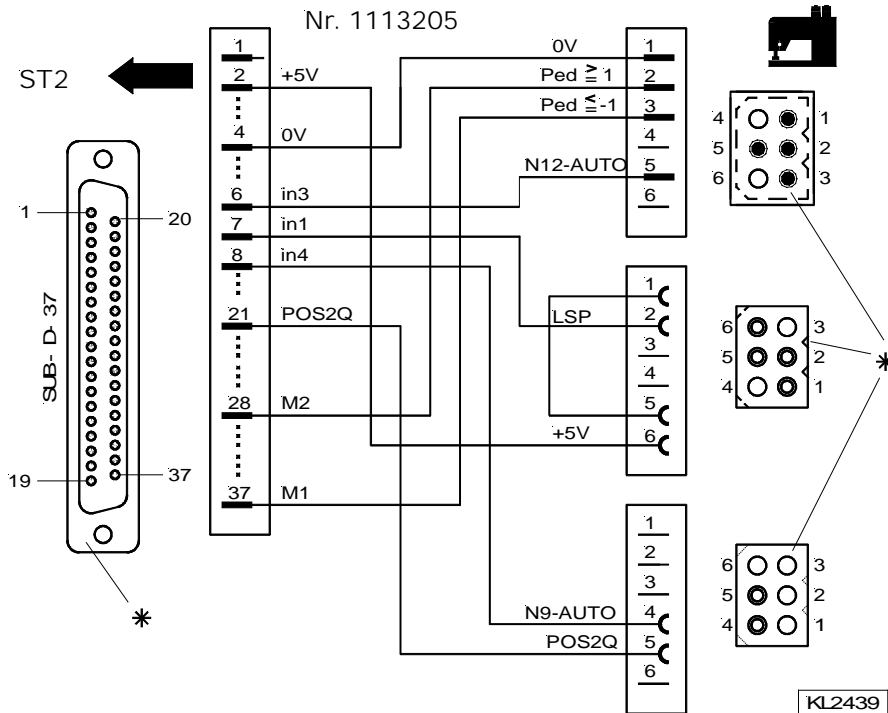 Nr. 1113205
ST2
SUB-D-37
1
20
19
37
1
2 +5V
4 0V
6 in3
7 in1
8 in4
21 POS2Q
28 M2
37 M1
0V 1
Ped ≧ 1 2
Ped ≦ -1 3
4
N12-AUTO 5
6
1
LSP 2
3
4
5
+5V 6
1
2
3
N9-AUTO 4
POS2Q 5
6
4 1
5 2
6 3
6 3
5 2
4 1
6 3
5 2
4 1
*
*
KL2439